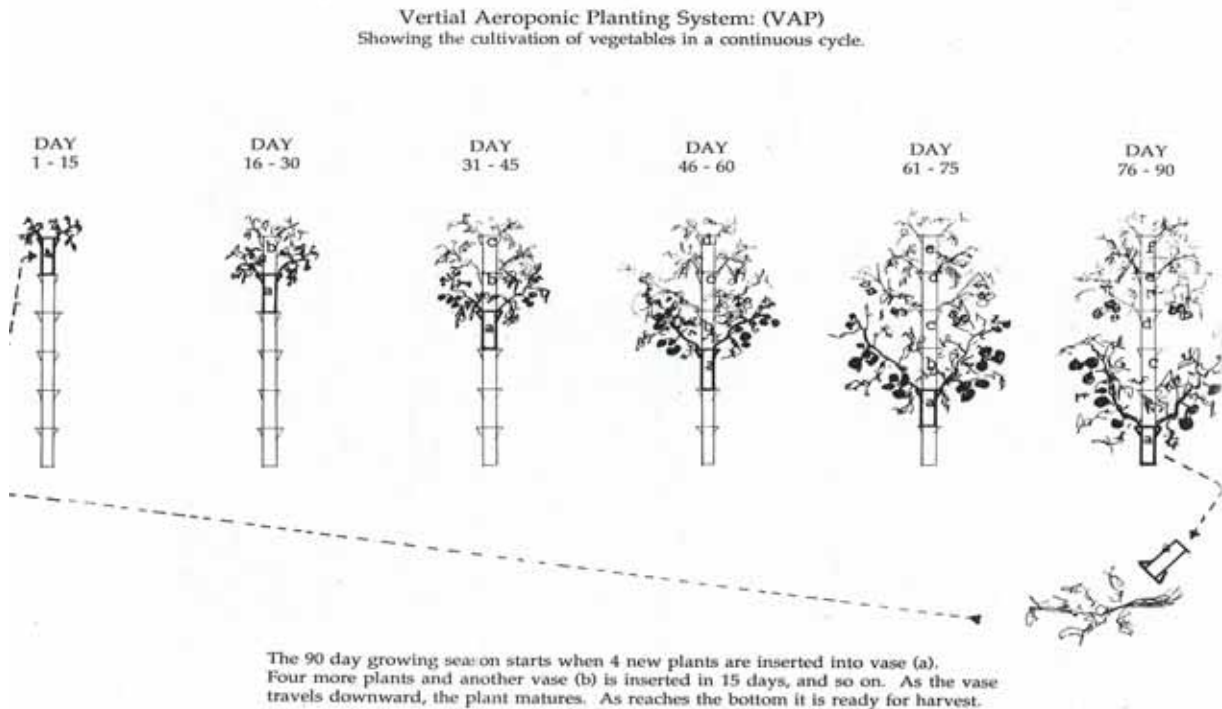 Vertial Aeroponic Planting System: (VAP)
Showing the cultivation of vegetables in a continuous cycle.
DAY
1 - 15
DAY
16 - 30
DAY
31 - 45
DAY
46 - 60
DAY
61 - 75
DAY
76 - 90
a
b
a
c
b
a
d
c
b
a
e
d
c
b
a
f
e
d
c
a
The 90 day growing season starts when 4 new plants are inserted into vase (a).
Four more plants and another vase (b) is inserted in 15 days, and so on. As the vase
travels downward, the plant matures. As reaches the bottom it is ready for harvest.